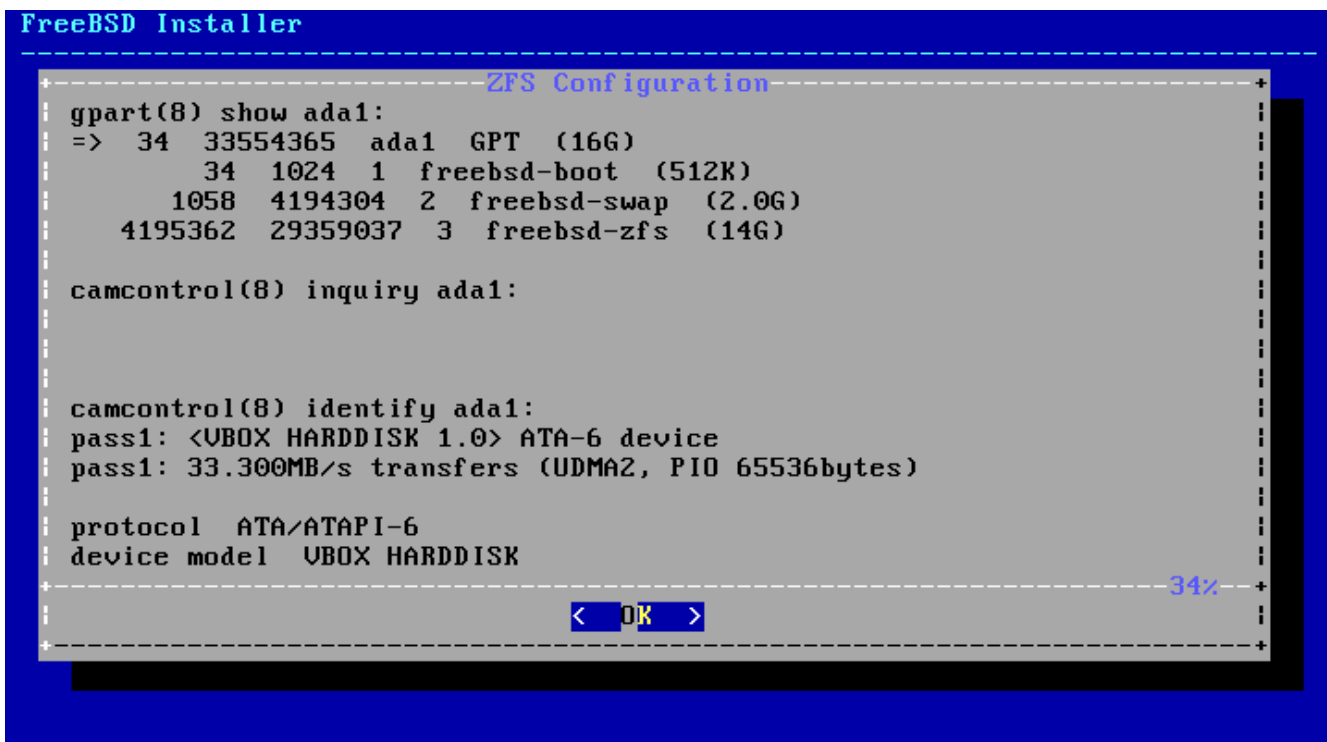 FreeBSD Installer
ZFS Configuration
gpart(8) show ada1:
=> 34 33554365 ada1 GPT (16G)
34 1024 1 freebsd-boot (512K)
1058 4194304 2 freebsd-swap (2.0G)
4195362 29359037 3 freebsd-zfs (14G)
camcontrol(8) inquiry ada1:
camcontrol(8) identify ada1:
pass1: <VBOX HARDDISK 1.0> ATA-6 device
pass1: 33.300MB/s transfers (UDMA2, PIO 65536bytes)
protocol ATA/ATAPI-6
device model VBOX HARDDISK
34%
< OK >